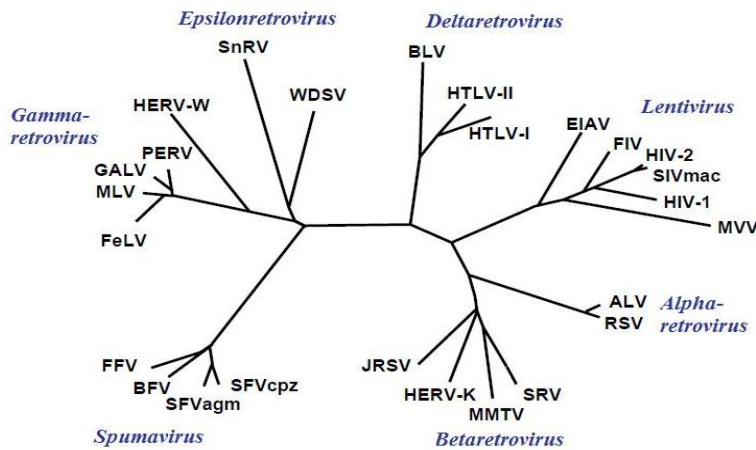 Epsilonretrovirus
SnRV
WDSV
Deltaretrovirus
BLV
HTLV-II
HTLV-I
Gamma-
retrovirus
HERV-W
PERV
GALV
MLV
FeLV
Lentivirus
EIAV
FIV
HIV-2
SIVmac
HIV-1
MVV
ALV
RSV
Alpha-
retrovirus
FFV
BFV
SFVagm
SFVcpz
Spumavirus
JRSV
HERV-K
MMTV
SRV
Betaretrovirus